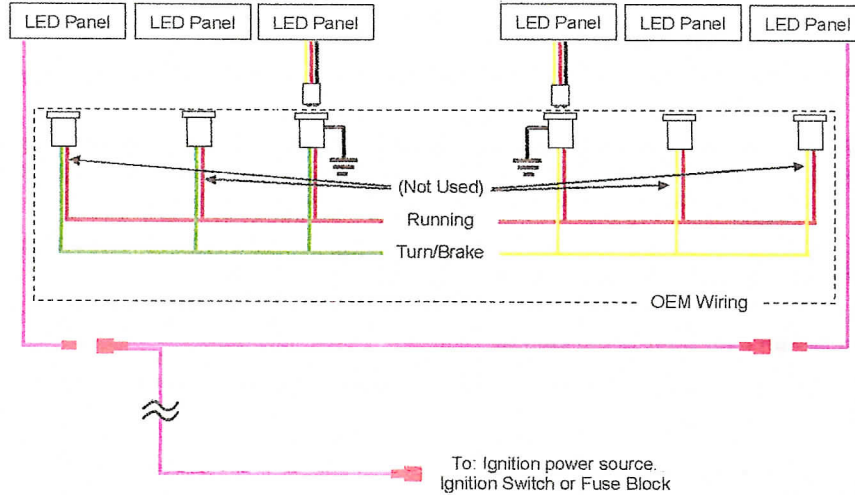 LED Panel LED Panel LED Panel LED Panel LED Panel LED Panel
(Not Used)
Running
Turn/Brake
OEM Wiring
To: Ignition power source.
Ignition Switch or Fuse Block